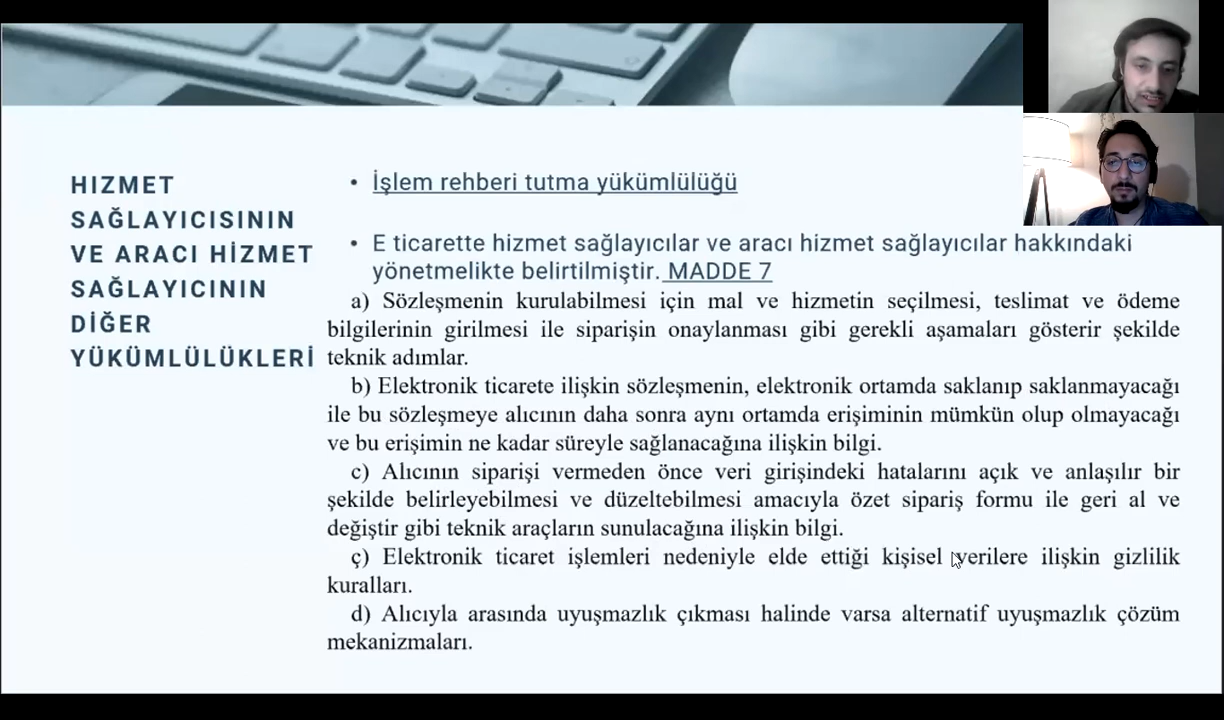 HIZMET
SAĞLAYICISININ
VE ARACI HİZMET
SAĞLAYICININ
DİĞER
YÜKÜMLÜLÜKLERİ
• İşlem rehberi tutma yükümlülüğü
• E ticarette hizmet sağlayıcılar ve aracı hizmet sağlayıcılar hakkındaki
yönetmelikte belirtilmiştir. MADDE 7
a) Sözleşmenin kurulabilmesi için mal ve hizmetin seçilmesi, teslimat ve ödeme
bilgilerinin girilmesi ile siparişin onaylanması gibi gerekli aşamaları gösterir şekilde
teknik adımlar.
b) Elektronik ticarete ilişkin sözleşmenin, elektronik ortamda saklanıp saklanmayacağı
ile bu sözleşmeye alıcının daha sonra aynı ortamda erişiminin mümkün olup olmayacağı
ve bu erişimin ne kadar süreyle sağlanacağına ilişkin bilgi.
c) Alıcının siparişi vermeden önce veri girişindeki hatalarını açık ve anlaşılır bir
şekilde belirleyebilmesi ve düzeltebilmesi amacıyla özet sipariş formu ile geri al ve
değiştir gibi teknik araçların sunulacağına ilişkin bilgi.
ç) Elektronik ticaret işlemleri nedeniyle elde ettiği kişisel verilere ilişkin gizlilik
kuralları.
d) Alıcıyla arasında uyuşmazlık çıkması halinde varsa alternatif uyuşmazlık çözüm
mekanizmaları.